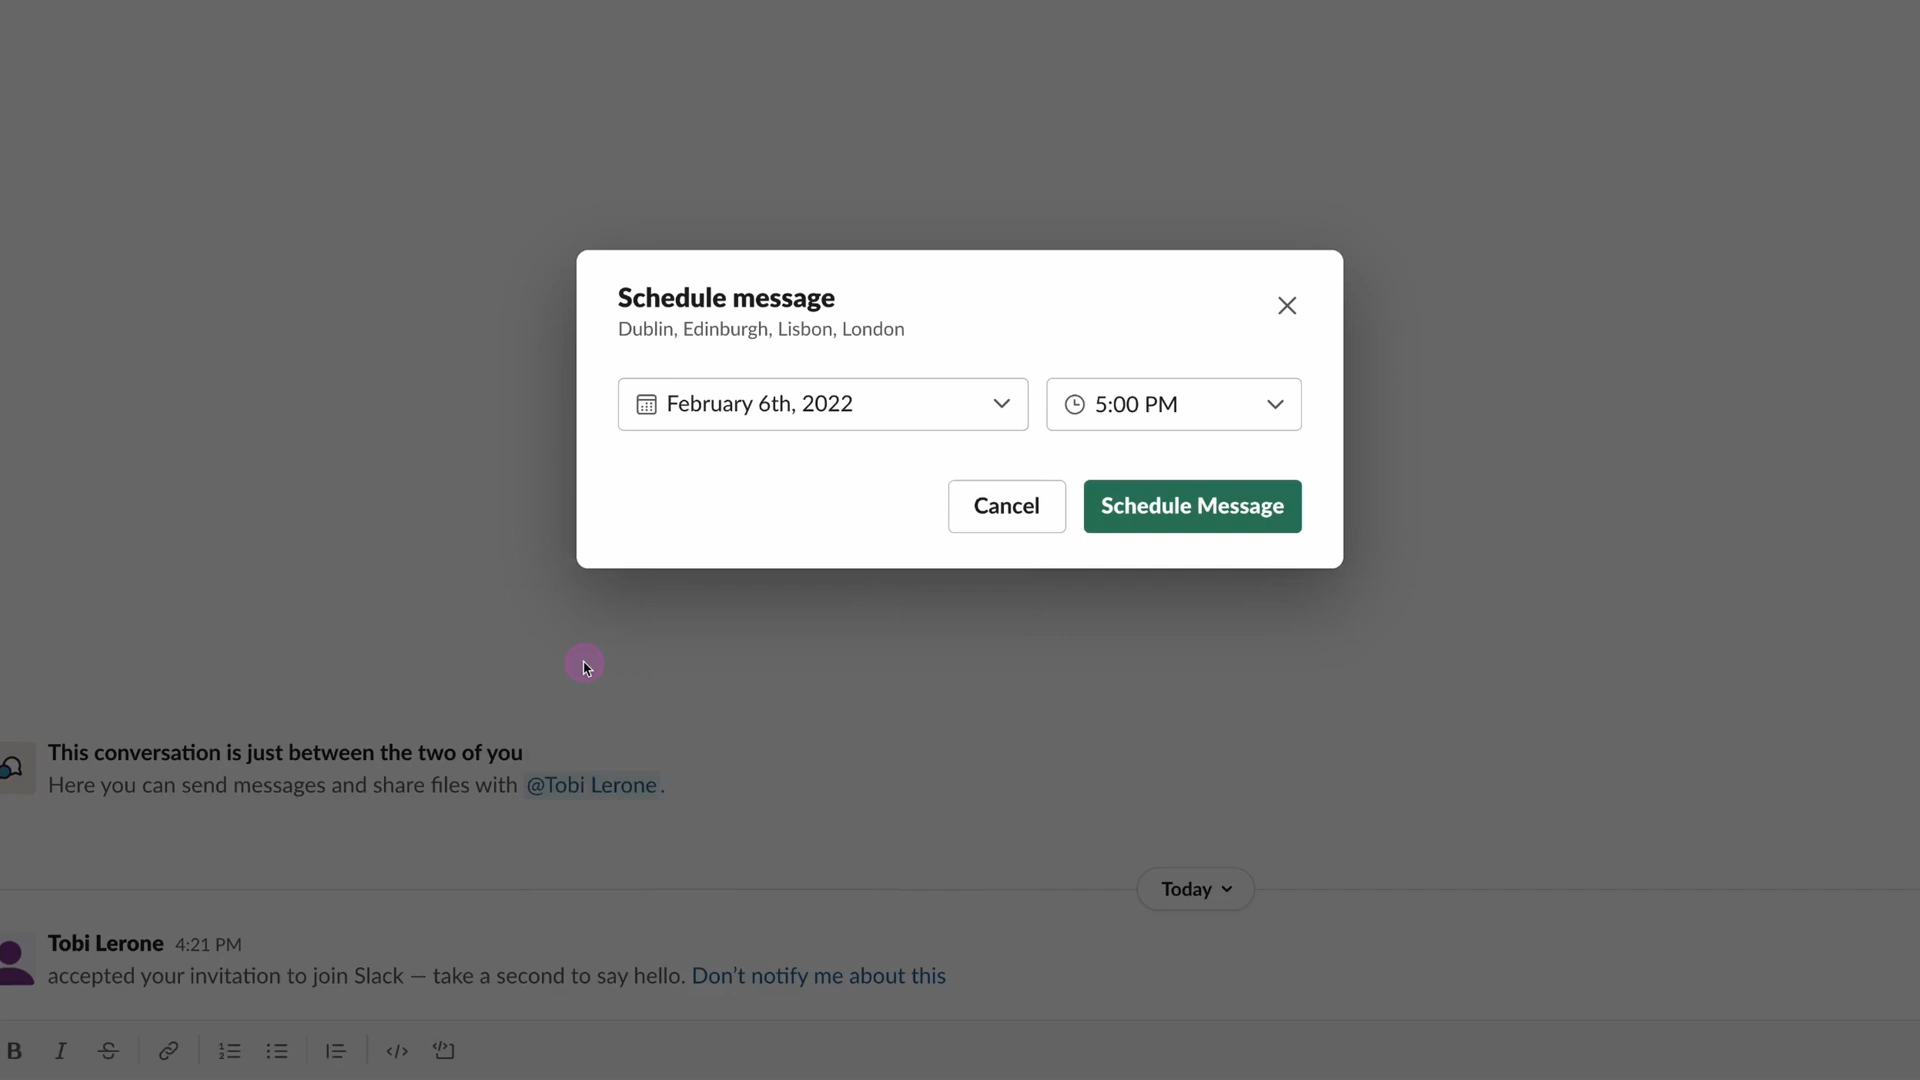 Schedule message
Dublin, Edinburgh, Lisbon, London
February 6th, 2022
5:00 PM
Cancel
Schedule Message
This conversation is just between the two of you
Here you can send messages and share files with @Tobi Lerone.
Today
Tobi Lerone 4:21 PM
accepted your invitation to join Slack — take a second to say hello. Don’t notify me about this